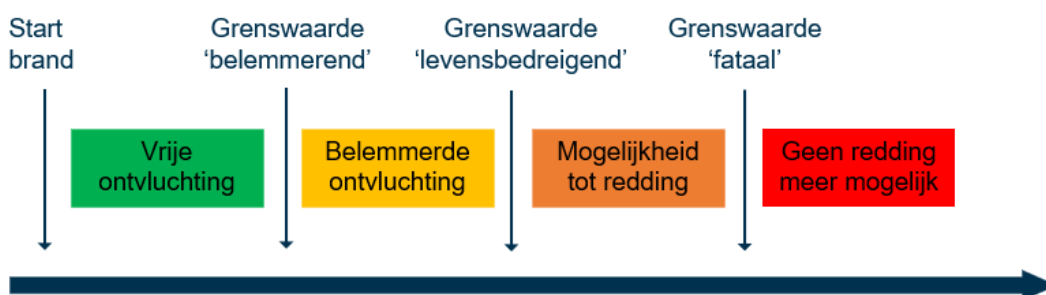 Start
brand
Grenswaarde
‘belemmerend’
Grenswaarde
‘levensbedreigend’
Grenswaarde
‘fataal’
Vrije
ontvluchting
Belemmerde
ontvluchting
Mogelijkheid
tot redding
Geen redding
meer mogelijk